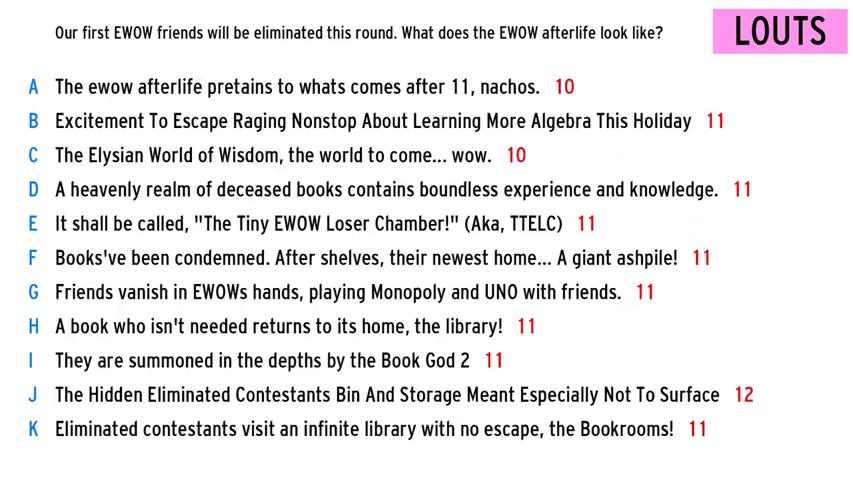 Our first EWOW friends will be eliminated this round. What does the EWOW afterlife look like?
LOUTS
A The ewow afterlife pretains to whats comes after 11, nachos. 10
B Excitement To Escape Raging Nonstop About Learning More Algebra This Holiday 11
C The Elysian World of Wisdom, the world to come... wow. 10
D A heavenly realm of deceased books contains boundless experience and knowledge. 11
E It shall be called, "The Tiny EWOW Loser Chamber!" (Aka, TTELC) 11
F Books've been condemned. After shelves, their newest home... A giant ashpile! 11
G Friends vanish in EWOWs hands, playing Monopoly and UNO with friends. 11
H A book who isn't needed returns to its home, the library! 11
I They are summoned in the depths by the Book God 2 11
J The Hidden Eliminated Contestants Bin And Storage Meant Especially Not To Surface 12
K Eliminated contestants visit an infinite library with no escape, the Bookrooms! 11